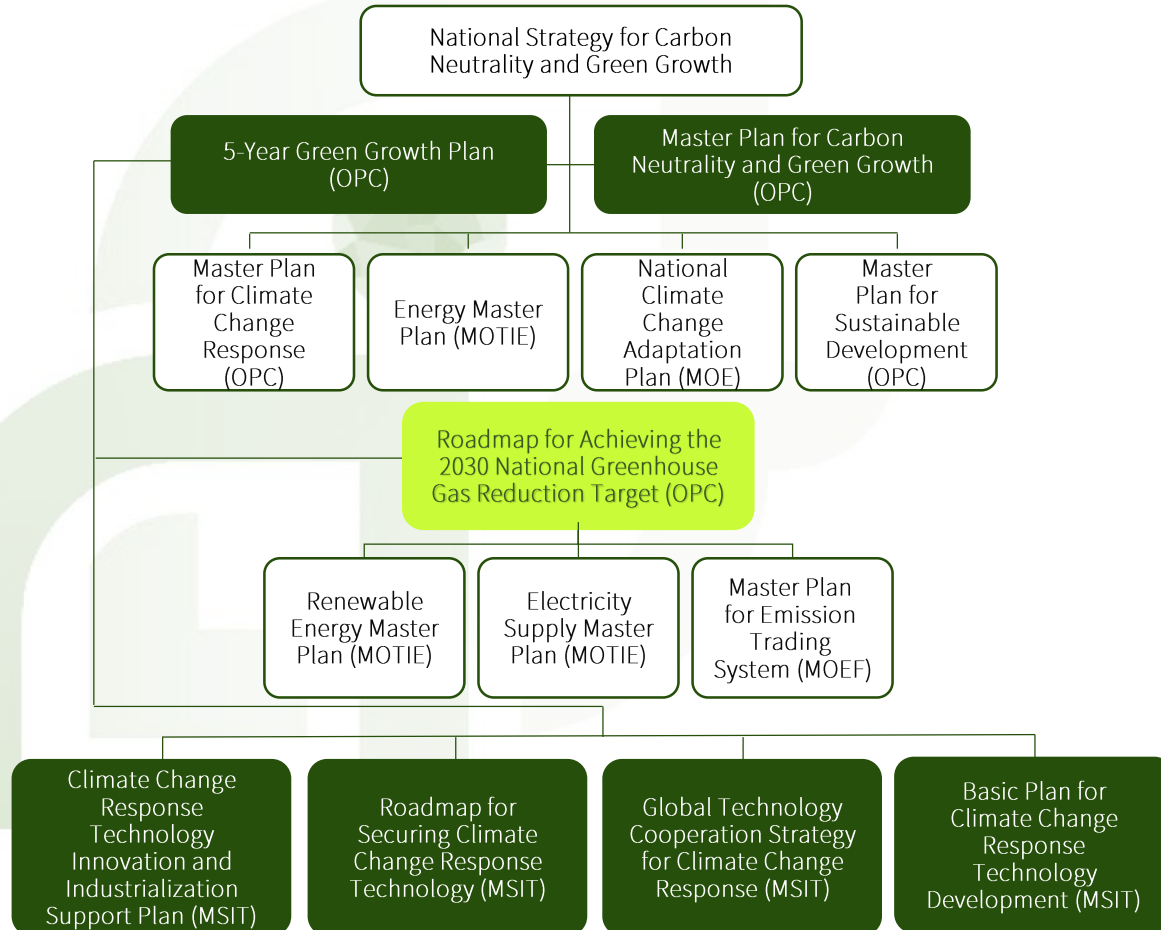 National Strategy for Carbon
Neutrality and Green Growth
5-Year Green Growth Plan
(OPC)
Master Plan for Carbon
Neutrality and Green Growth
(OPC)
Master Plan
for Climate
Change
Response
(OPC)
Energy Master
Plan (MOTIE)
National
Climate
Change
Adaptation
Plan (MOE)
Master
Plan for
Sustainable
Development
(OPC)
Roadmap for Achieving the
2030 National Greenhouse
Gas Reduction Target (OPC)
Renewable
Energy Master
Plan (MOTIE)
Electricity
Supply Master
Plan (MOTIE)
Master Plan
for Emission
Trading
System (MOEF)
Climate Change
Response
Technology
Innovation and
Industrialization
Support Plan (MSIT)
Roadmap for
Securing Climate
Change Response
Technology (MSIT)
Global Technology
Cooperation Strategy
for Climate Change
Response (MSIT)
Basic Plan for
Climate Change
Response
Technology
Development (MSIT)